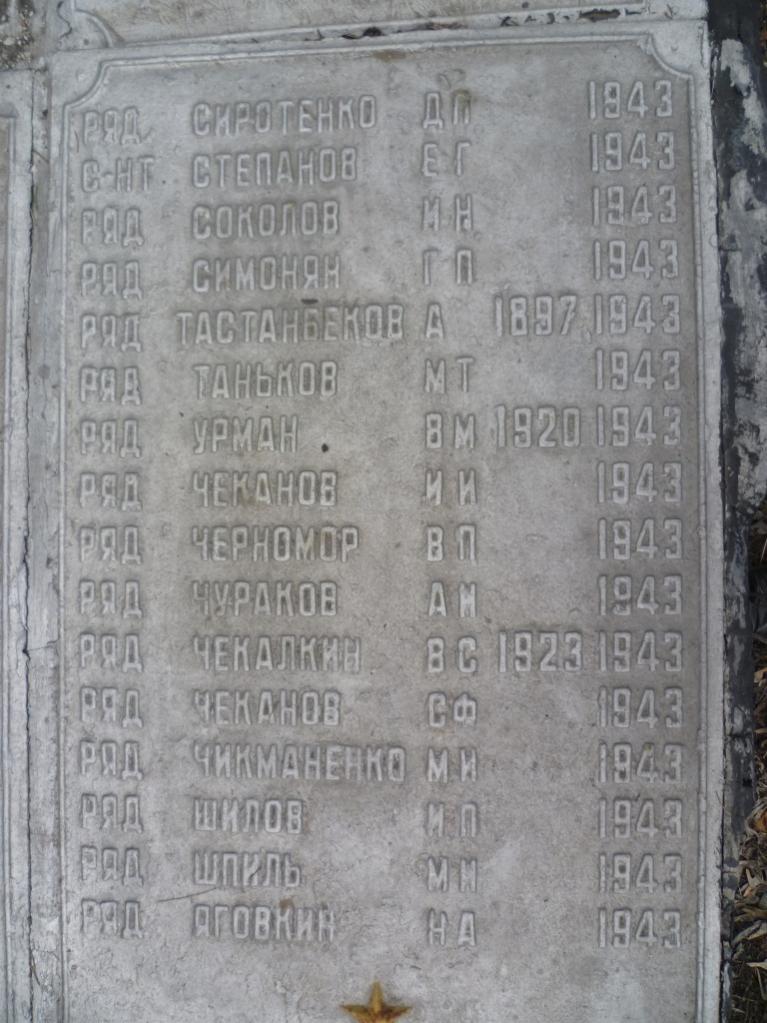 РЯД. СИРОТЕНКО Д П 1943
С-НТ СТЕПАНОВ Е Г 1943
РЯД СОКОЛОВ И Н 1943
РЯД СИМОНЯН Г П 1943
РЯД ТАСТАНБЕКОВ А 1897 1943
РЯД ТАНЬКОВ М Т 1943
РЯД УРМАН В М 1920 1943
РЯД ЧЕКАНОВ И И 1943
РЯД ЧЕРНОМОР В П 1943
РЯД ЧУРАКОВ А И 1943
РЯД ЧЕКАЛКИН В С 1923 1943
РЯД ЧЕКАНОВ С Ф 1943
РЯД ЧИКМАНЕНКО М И 1943
РЯД ШИЛОВ И П 1943
РЯД ШПИЛЬ М И 1943
РЯД ЯГОВКИН Н А 1943